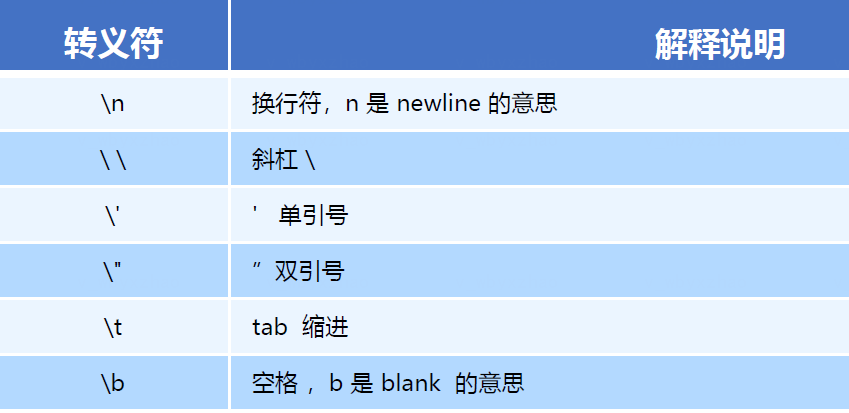 转义符 解释说明
\n 换行符，n 是 newline 的意思
\ \ 斜杠 \
\' ' 单引号
\" ″双引号
\t tab 缩进
\b 空格 ，b 是 blank 的意思